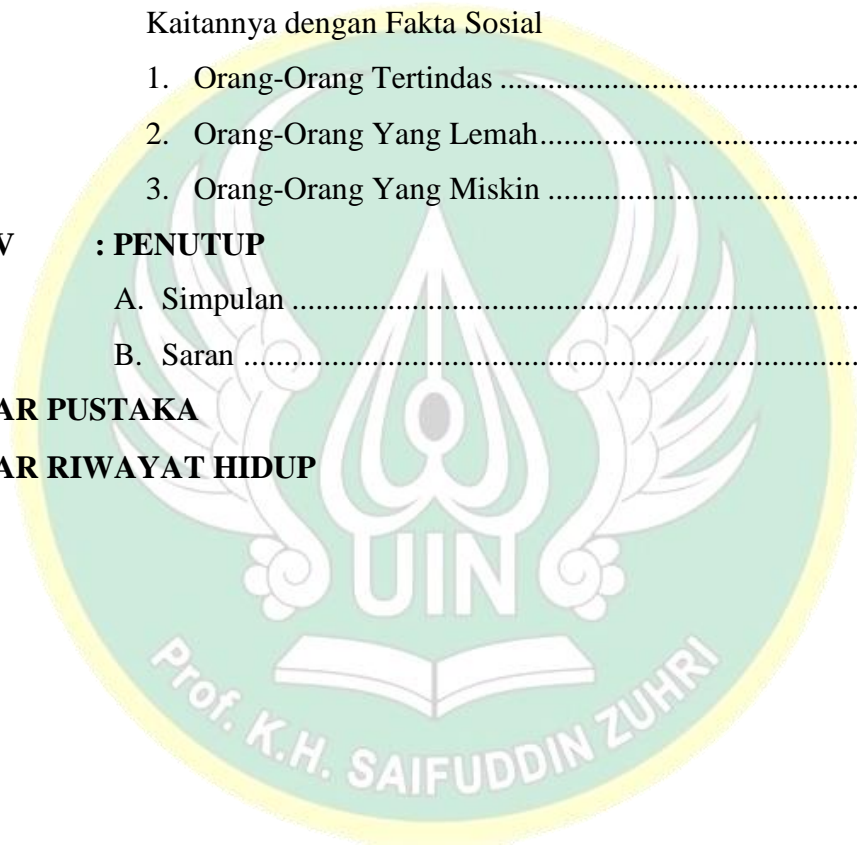 Kaitannya dengan Fakta Sosial
1. Orang-Orang Tertindas ............................................
2. Orang-Orang Yang Lemah........................................
3. Orang-Orang Yang Miskin .......................................
V : PENUTUP
A. Simpulan .......................................................................
B. Saran .............................................................................
AR PUSTAKA
AR RIWAYAT HIDUP
UIN
Prof. K.H. SAIFUDDIN ZUHRI